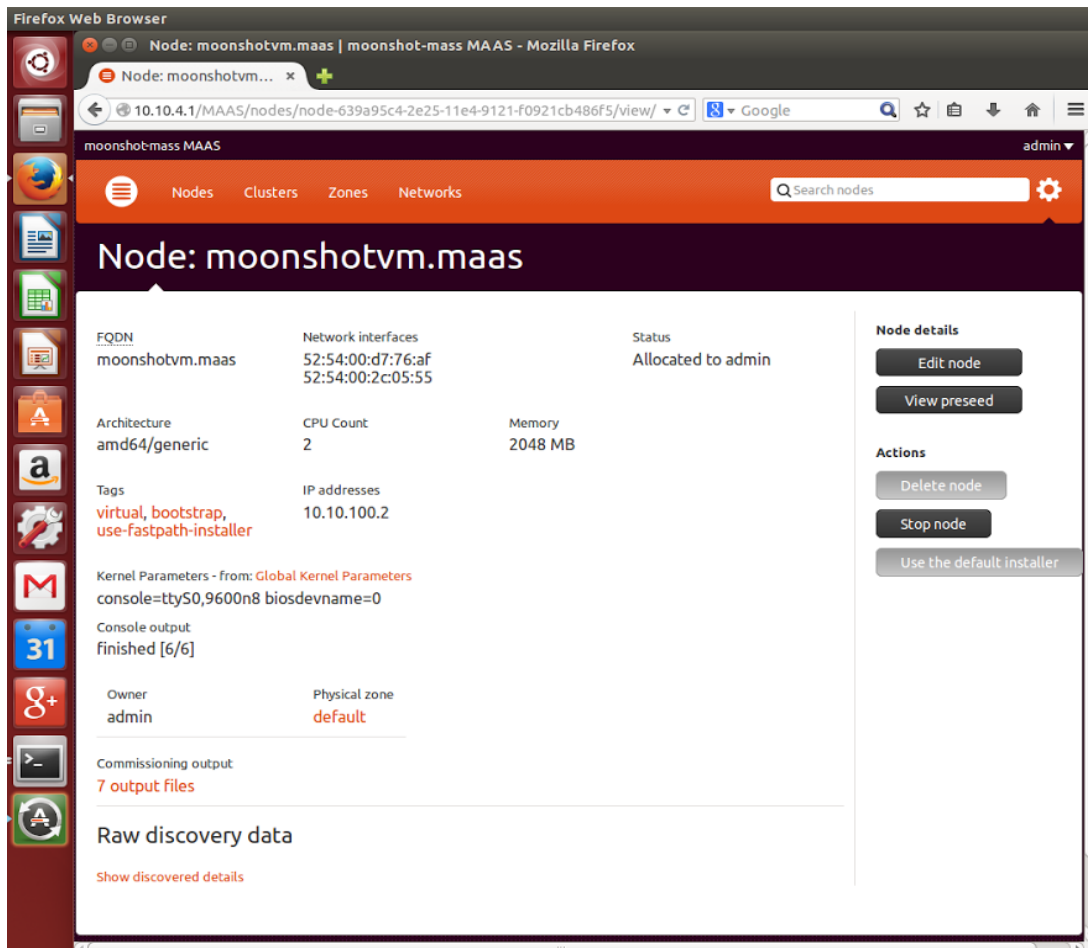 Firefox Web Browser
Node: moonshotvm.maas | moonshot-mass MAAS - Mozilla Firefox
Node: moonshotvm...
10.10.4.1/MAAS/nodes/node-639a95c4-2e25-11e4-9121-f0921cb486f5/view/
Google
moonshot-mass MAAS
admin
Nodes
Clusters
Zones
Networks
Search nodes
Node: moonshotvm.maas
FQDN
moonshotvm.maas
Network interfaces
52:54:00:d7:76:af
52:54:00:2c:05:55
Status
Allocated to admin
Architecture
amd64/generic
CPU Count
2
Memory
2048 MB
Tags
virtual, bootstrap,
use-fastpath-installer
IP addresses
10.10.100.2
Kernel Parameters - from: Global Kernel Parameters
console=ttyS0,9600n8 biosdevname=0
Console output
finished [6/6]
Owner
admin
Physical zone
default
Commissioning output
7 output files
Raw discovery data
Show discovered details
Node details
Edit node
View preseed
Actions
Delete node
Stop node
Use the default installer
a
31
g+
>_